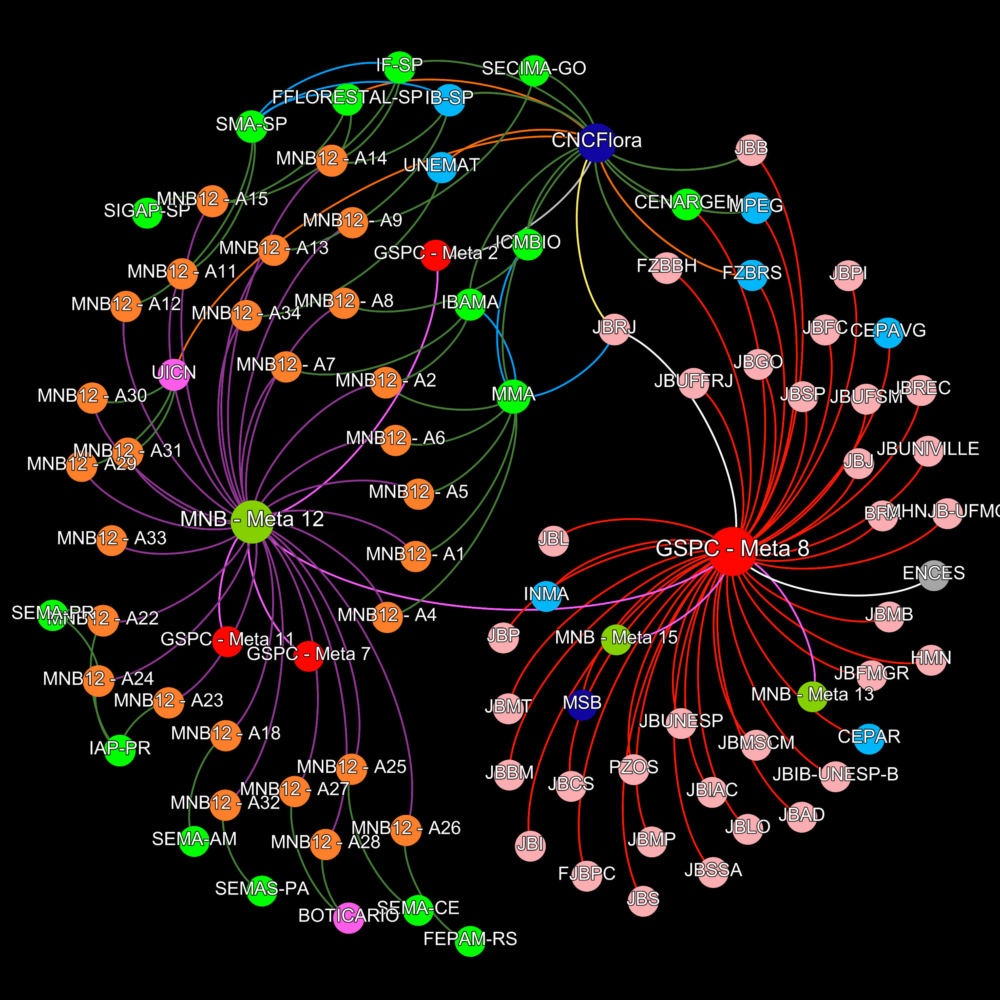 IF-SP
SECIMA-GO
FFLORESTAL-SP
IB-SP
SMA-SP
CNCFlora
JBB
MNB12 - A14
UNEMAT
MNB12 - A15
SIGAP-SP
CENARGEN
MPEG
MNB12 - A9
MNB12 - A13
ICMBIO
GSPC - Meta 2
FZBBH
FZBRS
JBPI
MNB12 - A11
MNB12 - A12
MNB12 - A8
IBAMA
MNB12 - A34
JBRJ
JBFC
CEPAVG
MNB12 - A7
JBGO
UICN
MNB12 - A2
JBUFFRJ
MNB12 - A30
MMA
JBSP
JBUFSM
JBREC
MNB12 - A6
MNB12 - A31
JBUNIVILLE
MNB12 - A29
JBJ
MNB12 - A5
MNB - Meta 12
MHNJB-UFMG
MNB12 - A33
JBL
GSPC - Meta 8
MNB12 - A1
ENCES
INMA
SEMA-PR
MNB12 - A22
MNB12 - A4
JBMB
GSPC - Meta 11
JBP
MNB - Meta 15
GSPC - Meta 7
HMN
MNB12 - A24
JBFMGR
MNB - Meta 13
MNB12 - A23
JBMT
MSB
JBUNESP
MNB12 - A18
CEPAR
IAP-PR
JBMSCM
MNB12 - A25
PZOS
JBBM
JBCS
JBIB-UNESP-B
MNB12 - A27
JBIAC
MNB12 - A32
JBAD
MNB12 - A26
JBLO
SEMA-AM
MNB12 - A28
JBI
JBMP
JBSSA
FJBPC
SEMAS-PA
JBS
SEMA-CE
BOTICARIO
FEPAM-RS